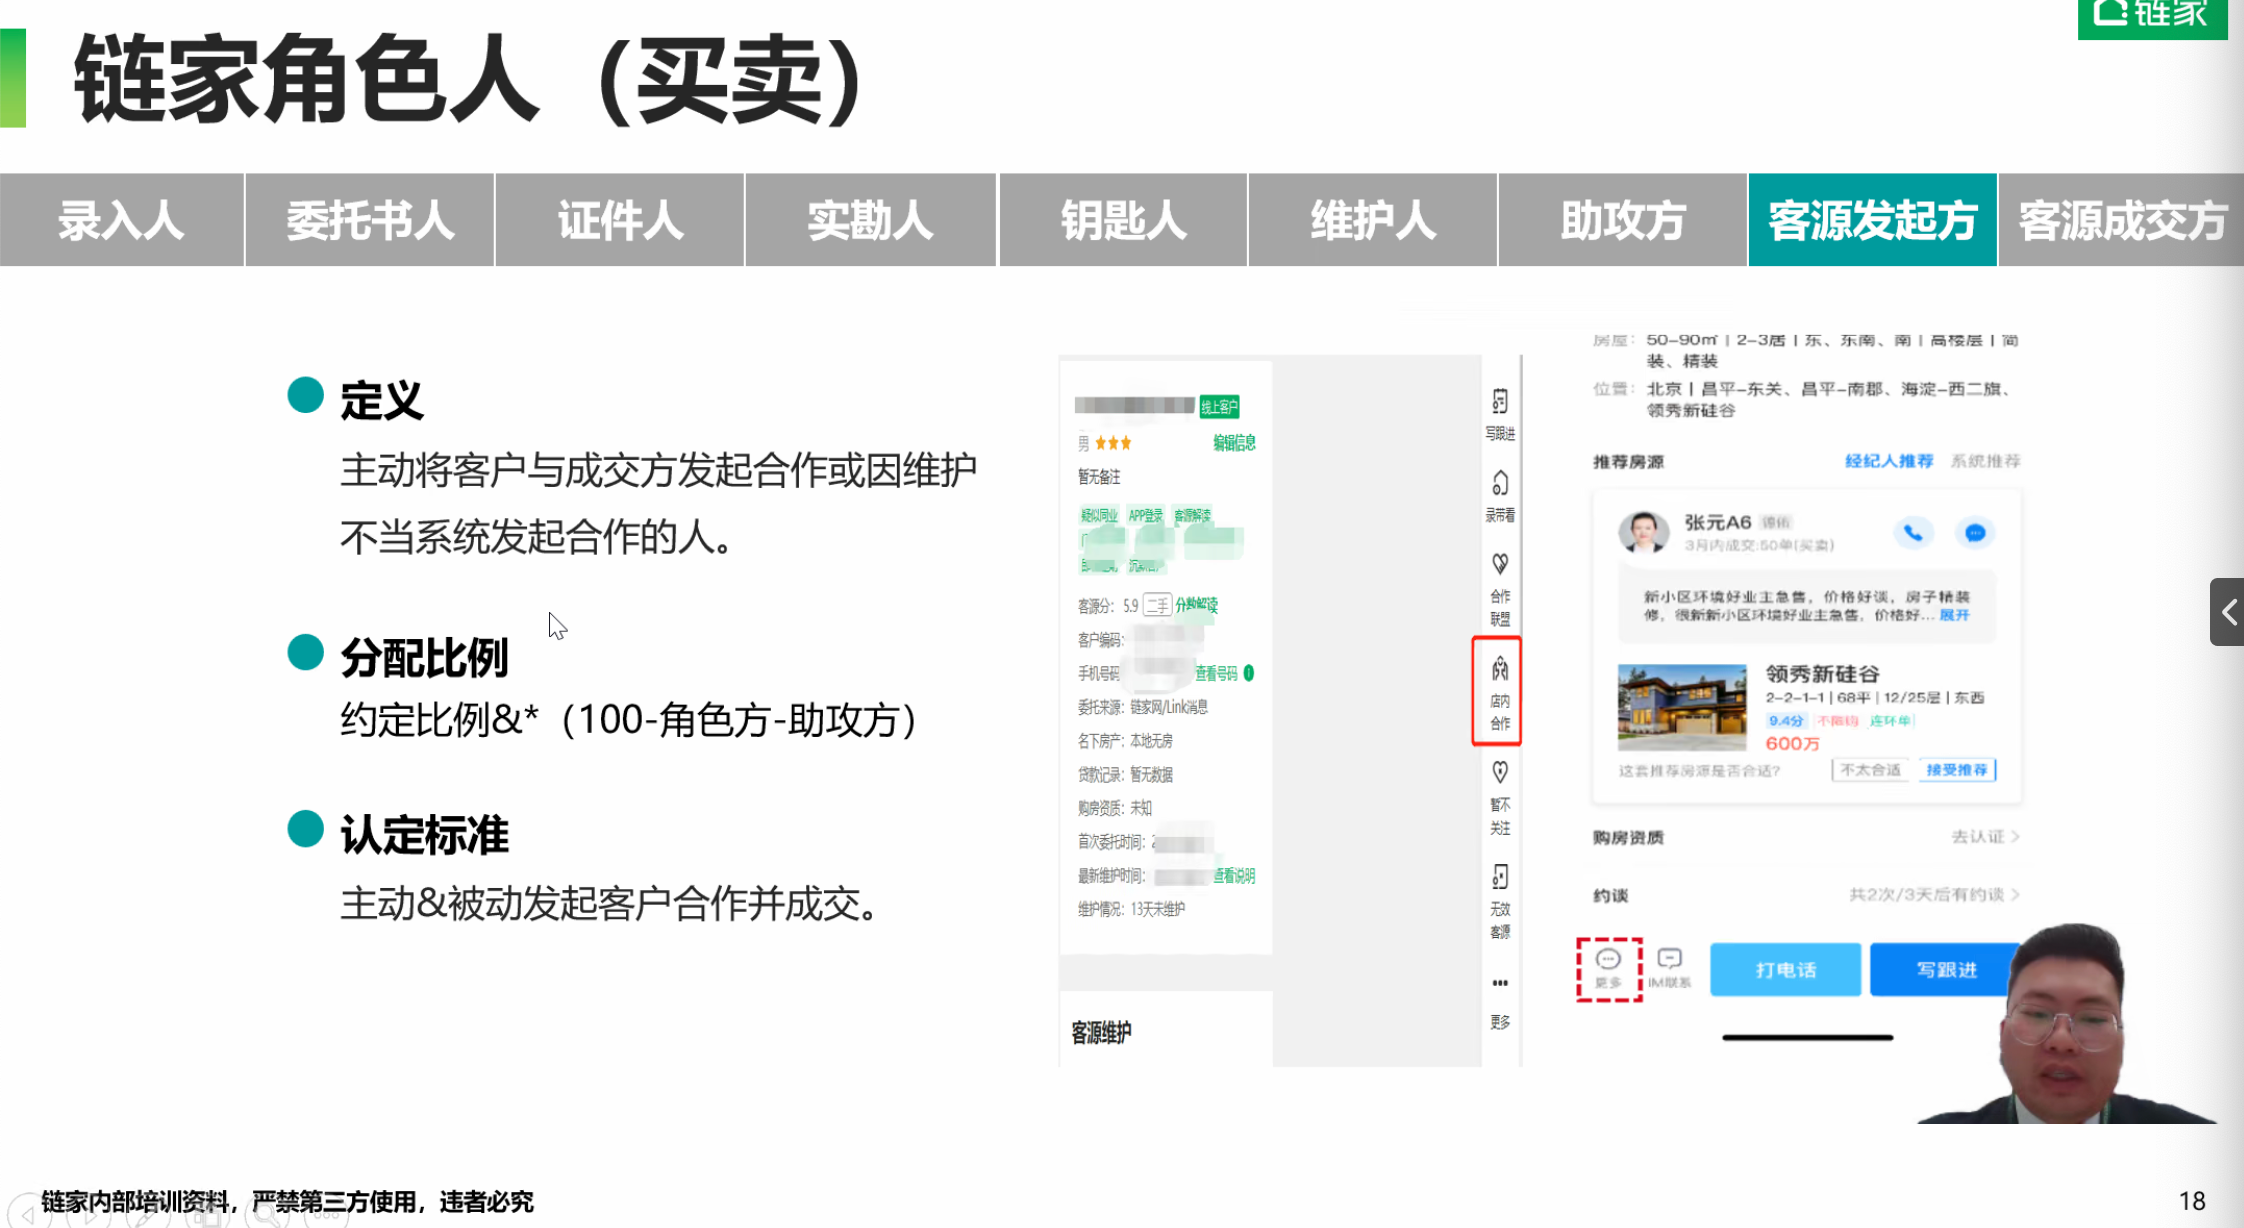 链家
链家角色人（买卖）
录入人 委托书人 证件人 实勘人 钥匙人 维护人 助攻方 客源发起方 客源成交方
定义
主动将客户与成交方发起合作或因维护
不当系统发起合作的人。
分配比例
约定比例&*（100-角色方-助攻方）
认定标准
主动&被动发起客户合作并成交。
线上客户
男 编辑信息
暂无备注
疑似同业 APP登录 客源解读
客源分： 5.9 二手 分数解读
客户编码：
手机号码 查看号码
委托来源： 链家网/Link消息
名下房产： 本地无房
贷款记录： 暂无数据
购房资质： 未知
首次委托时间： 2
最新维护时间： 查看说明
维护情况： 13天未维护
客源维护
写跟进
录带看
合作
联盟
店内
合作
暂不
关注
无效
客源
更多
房屋： 50-90㎡ | 2-3居 | 东、东南、南 | 高楼层 | 简
装、精装
位置： 北京 | 昌平-东关、昌平-南郡、海淀-西二旗、
领秀新硅谷
推荐房源 经纪人推荐 系统推荐
张元A6
3月内成交:50单(买卖)
新小区环境好业主急售，价格好谈，房子精装
修，很新新小区环境好业主急售，价格好... 展开
领秀新硅谷
2-2-1-1 | 68平 | 12/25层 | 东西
9.4分 不限购 连环单
600万
这套推荐房源是否合适? 不太合适 接受推荐
购房资质 去认证 >
约谈 共2次/3天后有约谈 >
更多 IM联系 打电话 写跟进
链家内部培训资料，严禁第三方使用，违者必究
18